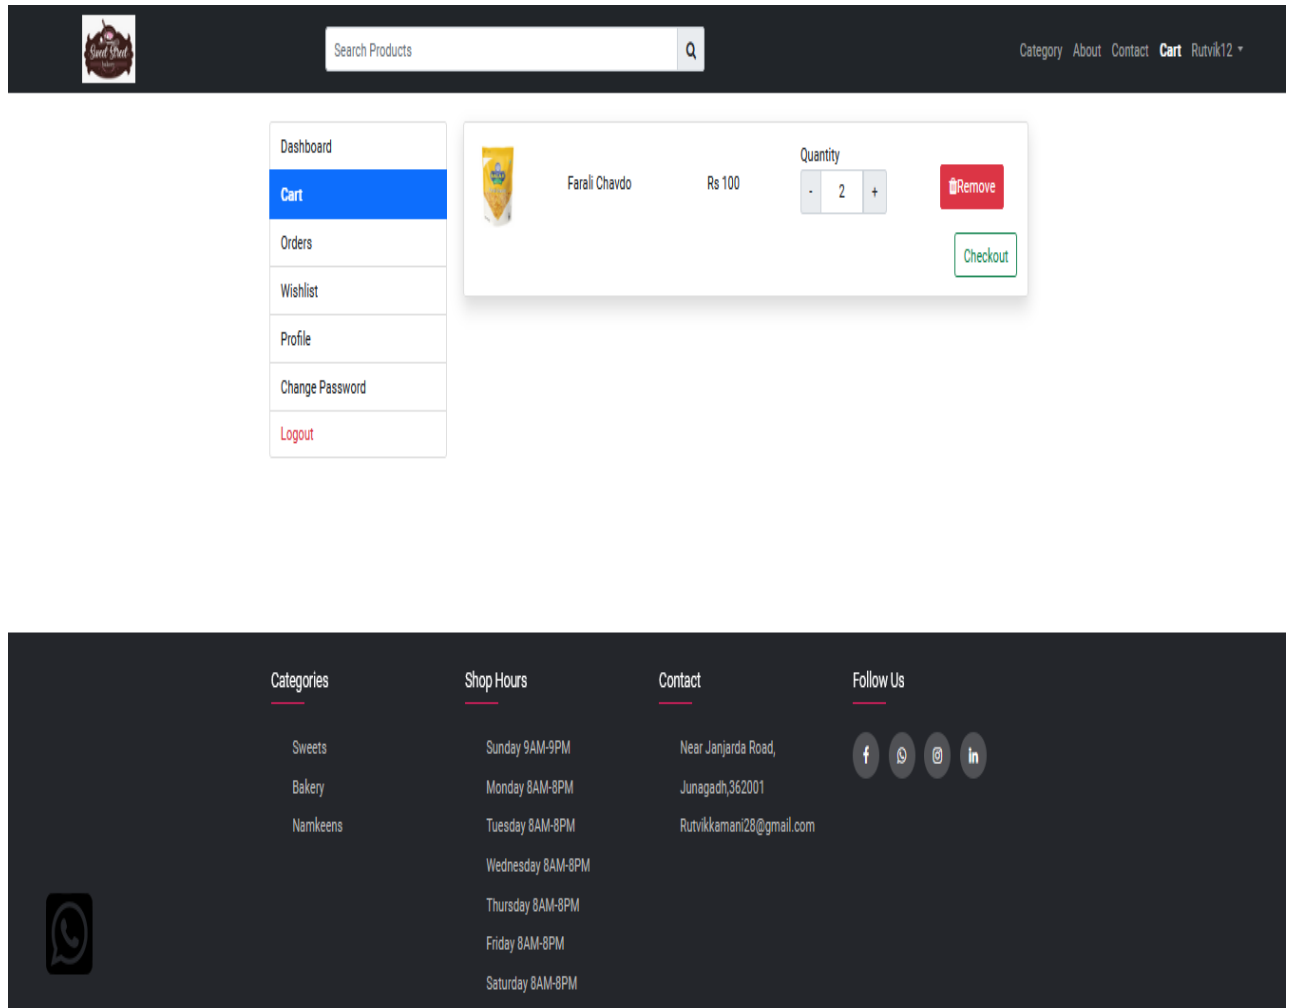 Sweet Street
bakery
Search Products
Category About Contact Cart Rutvik12
Dashboard
Cart
Orders
Wishlist
Profile
Change Password
Logout
Farali Chavdo
Rs 100
Quantity
- 2 +
Remove
Checkout
Categories
Sweets
Bakery
Namkeens
Shop Hours
Sunday 9AM-9PM
Monday 8AM-8PM
Tuesday 8AM-8PM
Wednesday 8AM-8PM
Thursday 8AM-8PM
Friday 8AM-8PM
Saturday 8AM-8PM
Contact
Near Janjarda Road,
Junagadh,362001
Rutvikkamani28@gmail.com
Follow Us